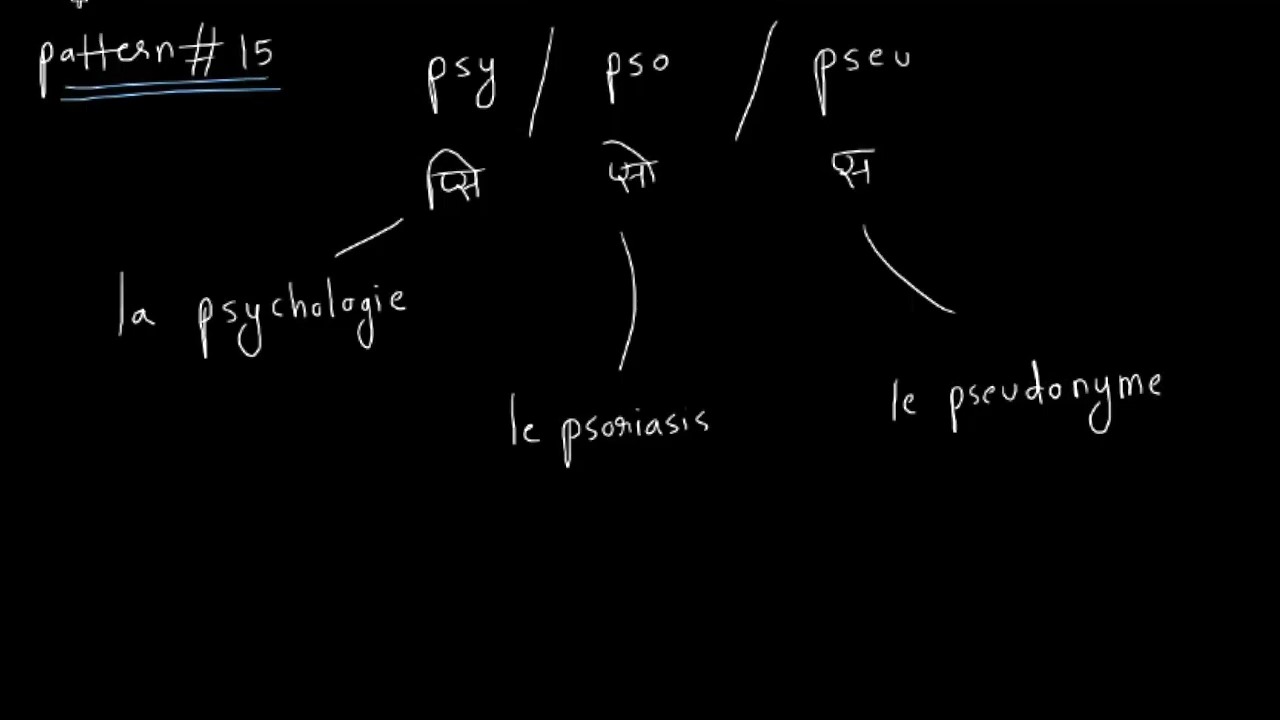 pattern # 15
psy / pso / pseu
प्सि प्सो प्स
la psychologie
le psoriasis
le pseudonyme